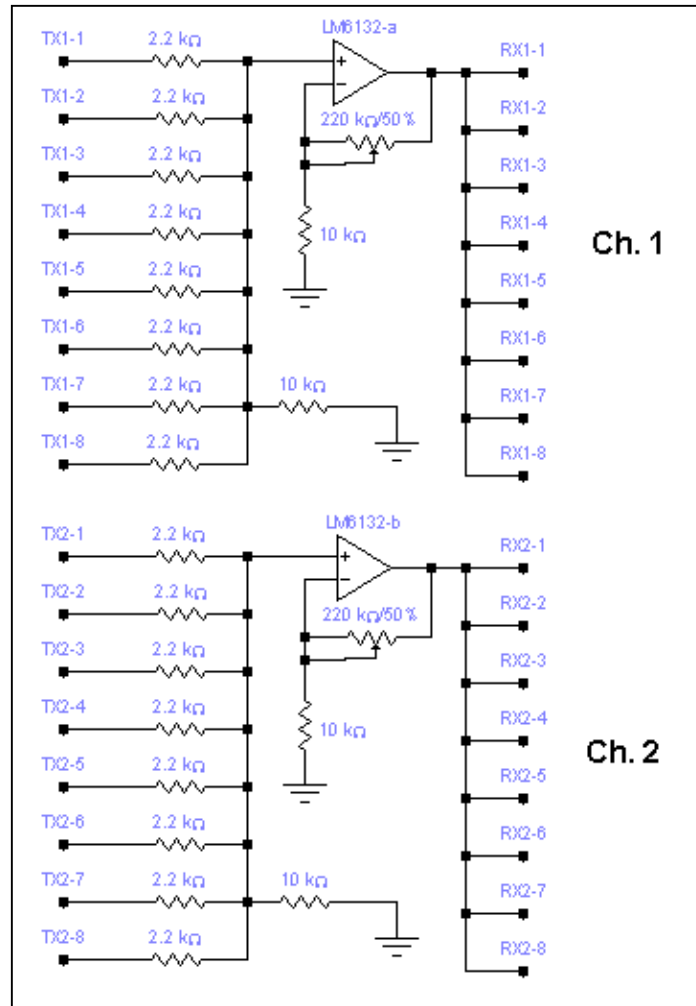 TX1-1 2.2 kΩ LM6132-a RX1-1
TX1-2 2.2 kΩ 220 kΩ/50% RX1-2
TX1-3 2.2 kΩ RX1-3
TX1-4 2.2 kΩ 10 kΩ RX1-4
Ch. 1
TX1-5 2.2 kΩ RX1-5
TX1-6 2.2 kΩ RX1-6
TX1-7 2.2 kΩ 10 kΩ RX1-7
TX1-8 2.2 kΩ RX1-8
TX2-1 2.2 kΩ LM6132-b RX2-1
TX2-2 2.2 kΩ 220 kΩ/50% RX2-2
TX2-3 2.2 kΩ RX2-3
TX2-4 2.2 kΩ 10 kΩ RX2-4
Ch. 2
TX2-5 2.2 kΩ RX2-5
TX2-6 2.2 kΩ RX2-6
TX2-7 2.2 kΩ 10 kΩ RX2-7
TX2-8 2.2 kΩ RX2-8